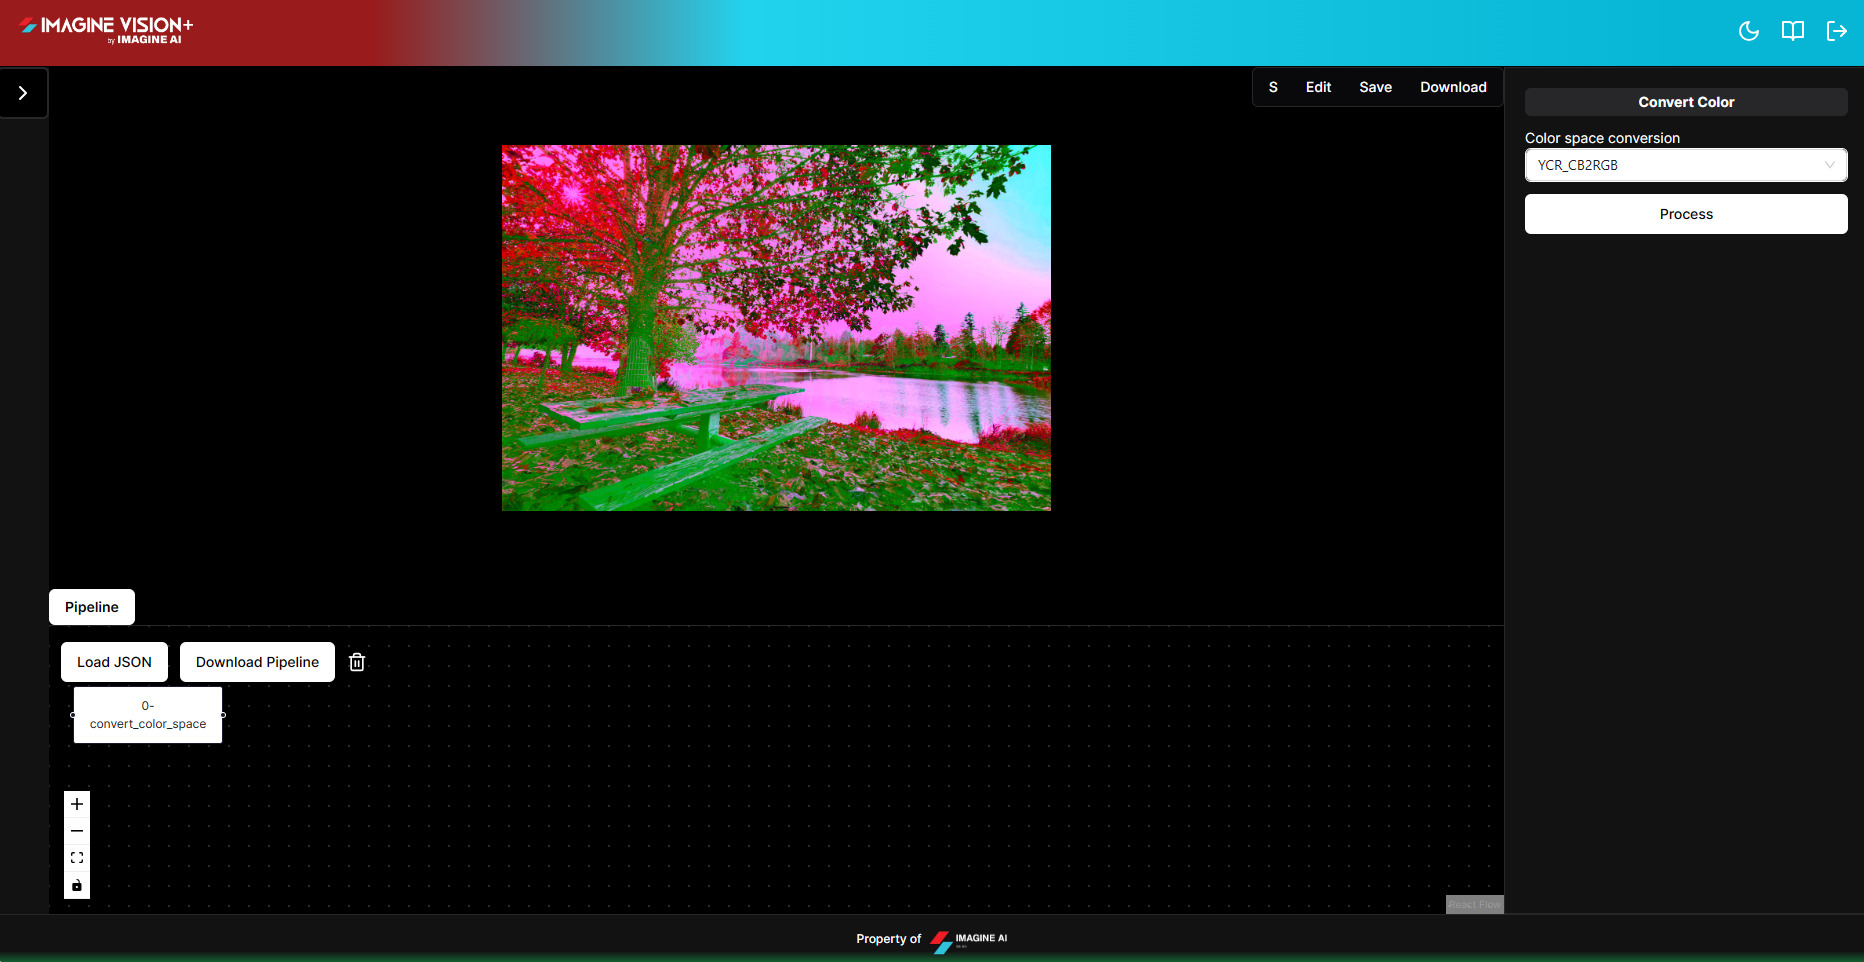 IMAGINE VISION+
by IMAGINE AI
S Edit Save Download
Convert Color
Color space conversion
YCR_CB2RGB
Process
Pipeline
Load JSON Download Pipeline
0-
convert_color_space
React Flow
Property of IMAGINE AI